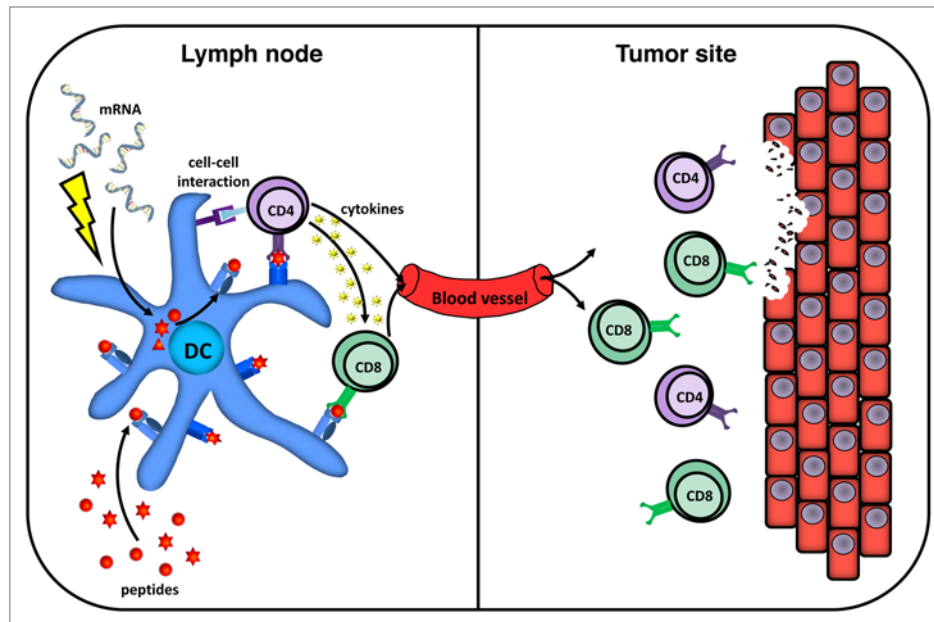 Lymph node
Tumor site
mRNA
cell-cell
interaction
CD4
cytokines
DC
CD8
peptides
Blood vessel
CD4
CD8
CD8
CD4
CD8